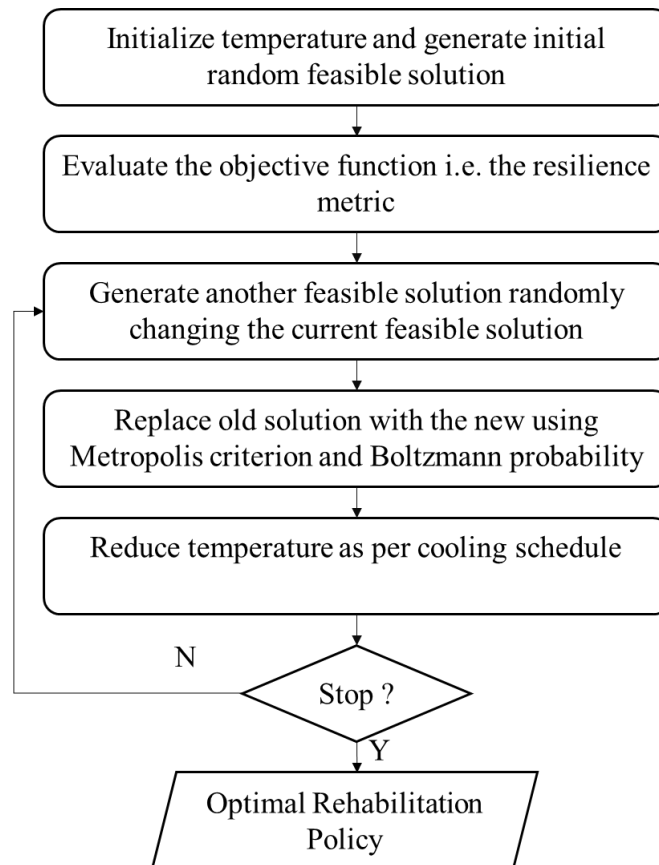 Initialize temperature and generate initial
random feasible solution
Evaluate the objective function i.e. the resilience
metric
Generate another feasible solution randomly
changing the current feasible solution
Replace old solution with the new using
Metropolis criterion and Boltzmann probability
Reduce temperature as per cooling schedule
N
Stop ?
Y
Optimal Rehabilitation
Policy